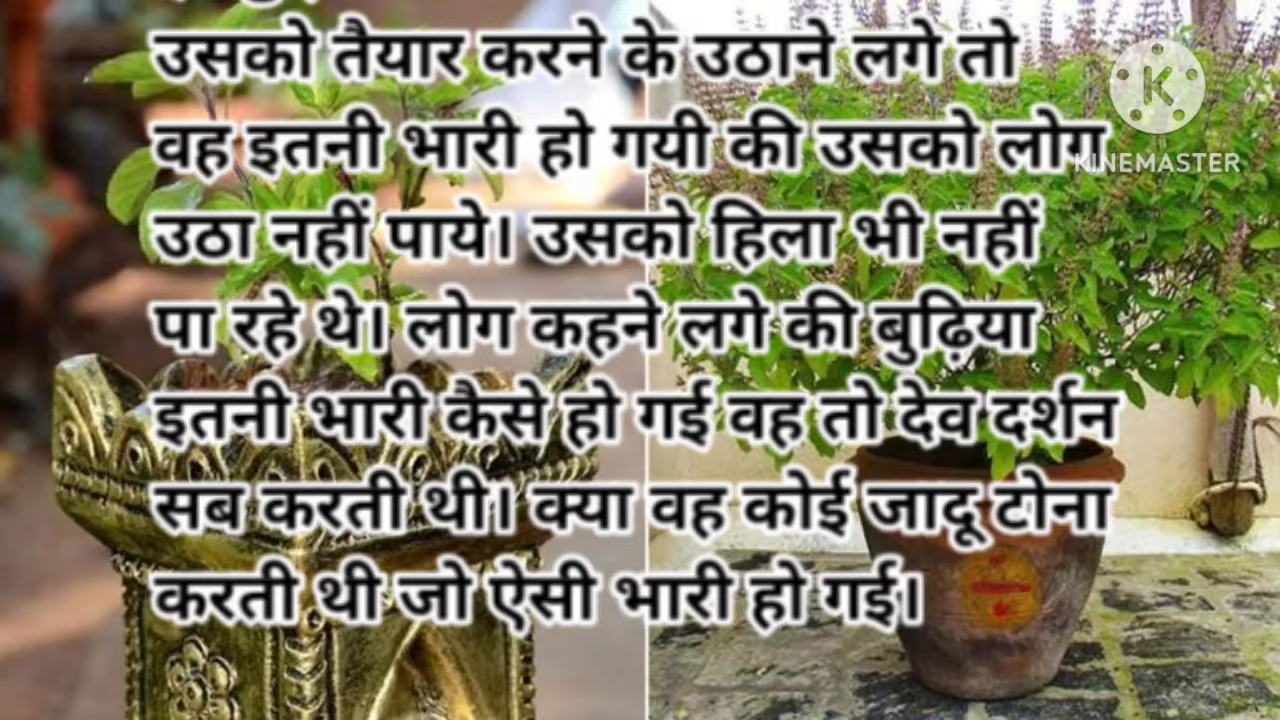 उसको तैयार करने के उठाने लगे तो
वह इतनी भारी हो गयी की उसको लोग
उठा नहीं पाये। उसको हिला भी नहीं
पा रहे थे। लोग कहने लगे की बुढ़िया
इतनी भारी कैसे हो गई वह तो देव दर्शन
सब करती थी। क्या वह कोई जादू टोना
करती थी जो ऐसी भारी हो गई।
K
KINEMASTER